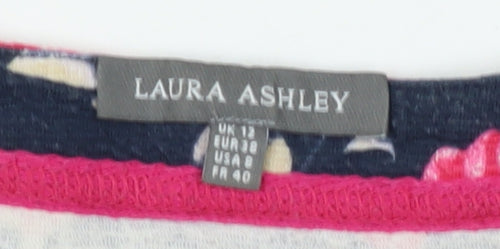 LAURA ASHLEY
UK 12
EUR 38
USA 8
FR 40